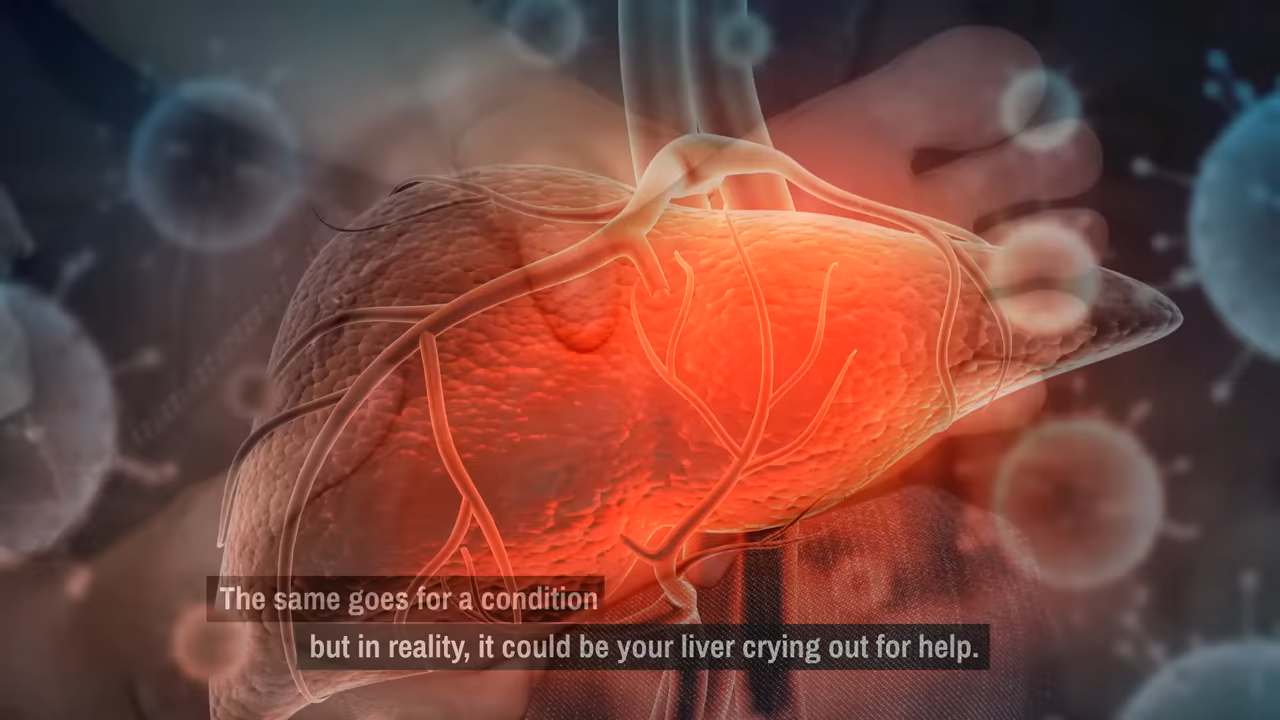 The same goes for a condition
but in reality, it could be your liver crying out for help.